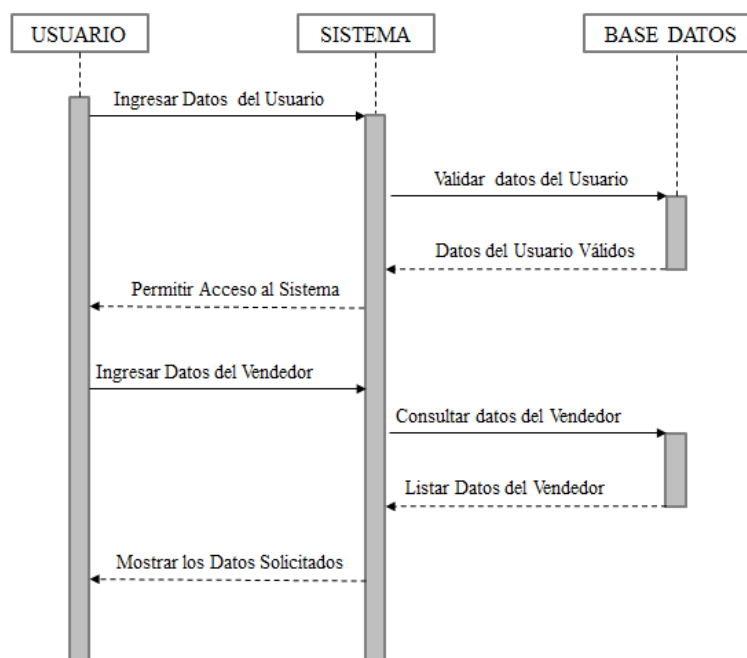 USUARIO
SISTEMA
BASE DATOS
Ingresar Datos del Usuario
Validar datos del Usuario
Datos del Usuario Válidos
Permitir Acceso al Sistema
Ingresar Datos del Vendedor
Consultar datos del Vendedor
Listar Datos del Vendedor
Mostrar los Datos Solicitados